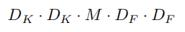 D_K · D_K · M · D_F · D_F